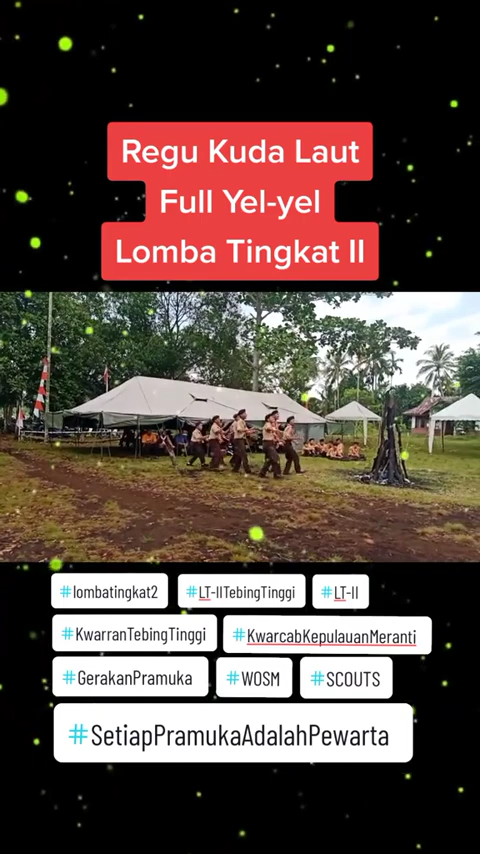 Regu Kuda Laut
Full Yel-yel
Lomba Tingkat II
#lombatingkat2 #LT-IITebingTinggi #LT-II
#KwarranTebingTinggi #KwarcabKepulauanMeranti
#GerakanPramuka #WOSM #SCOUTS
#SetiapPramukaAdalahPewarta